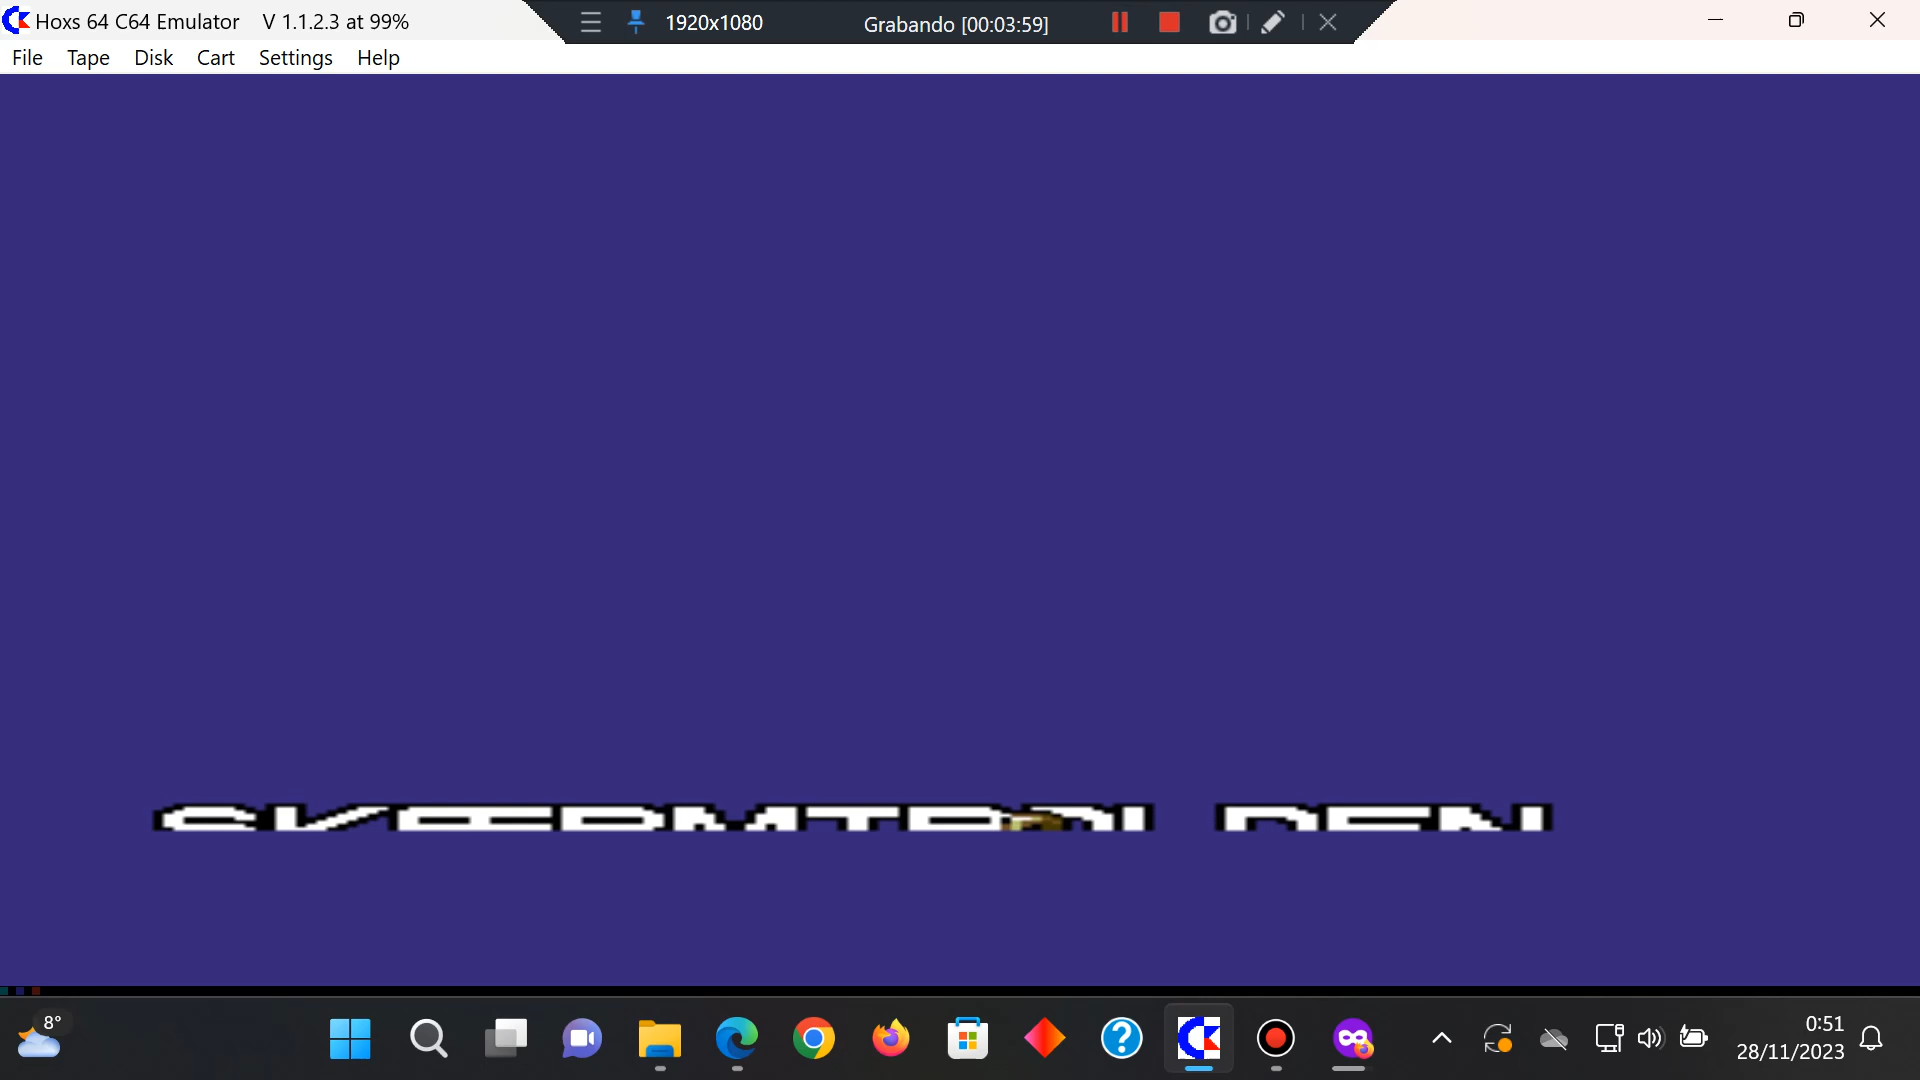 Hoxs 64 C64 Emulator V 1.1.2.3 at 99%
1920x1080
Grabando [00:03:59]
File Tape Disk Cart Settings Help
8°
0:51
28/11/2023